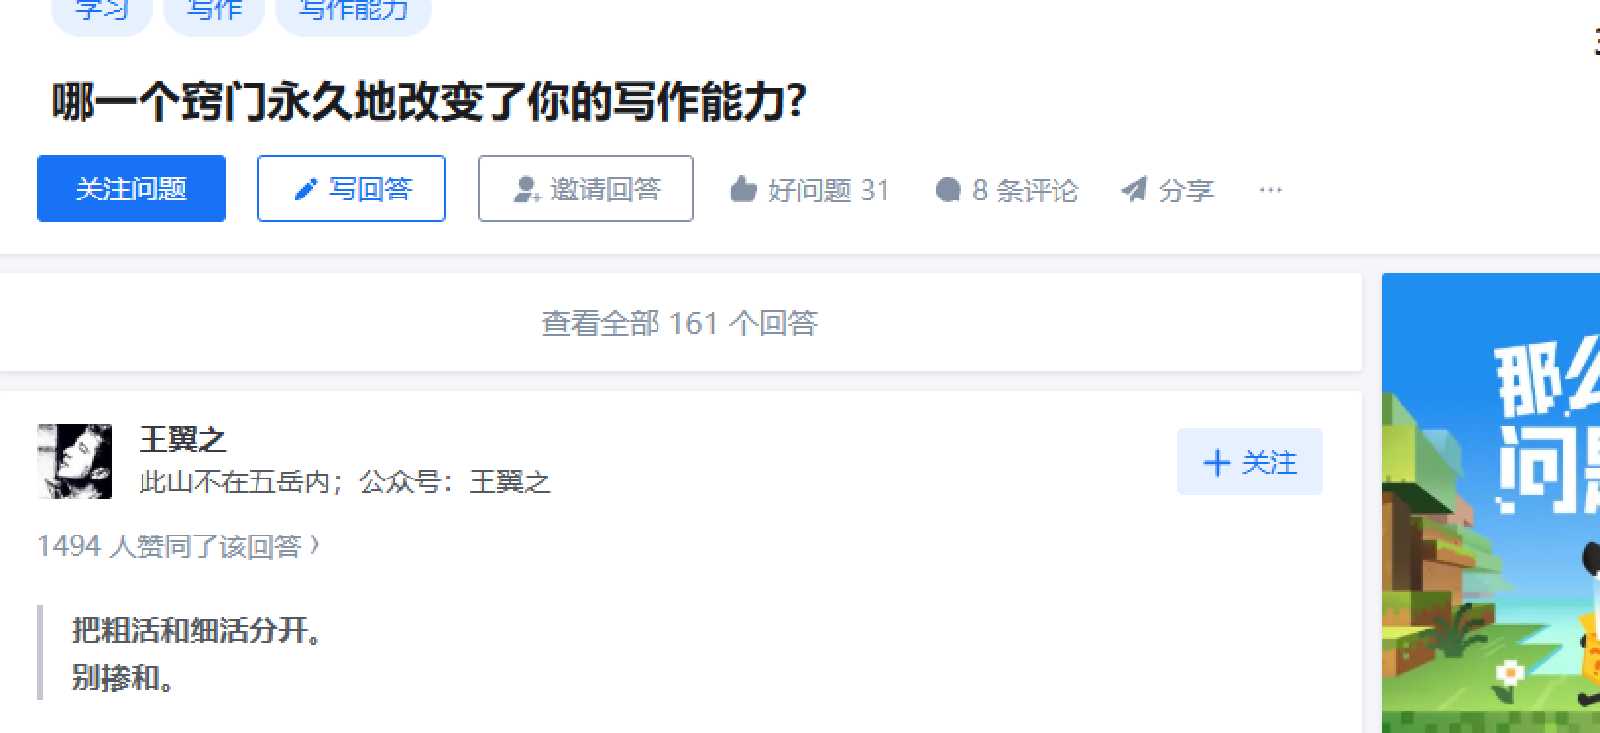 学习 写作 写作能力
哪一个窍门永久地改变了你的写作能力?
关注问题 写回答 邀请回答 好问题 31 8 条评论 分享 ···
查看全部 161 个回答
王翼之
此山不在五岳内；公众号：王翼之
+ 关注
1494 人赞同了该回答 ›
把粗活和细活分开。
别掺和。
那么
问题